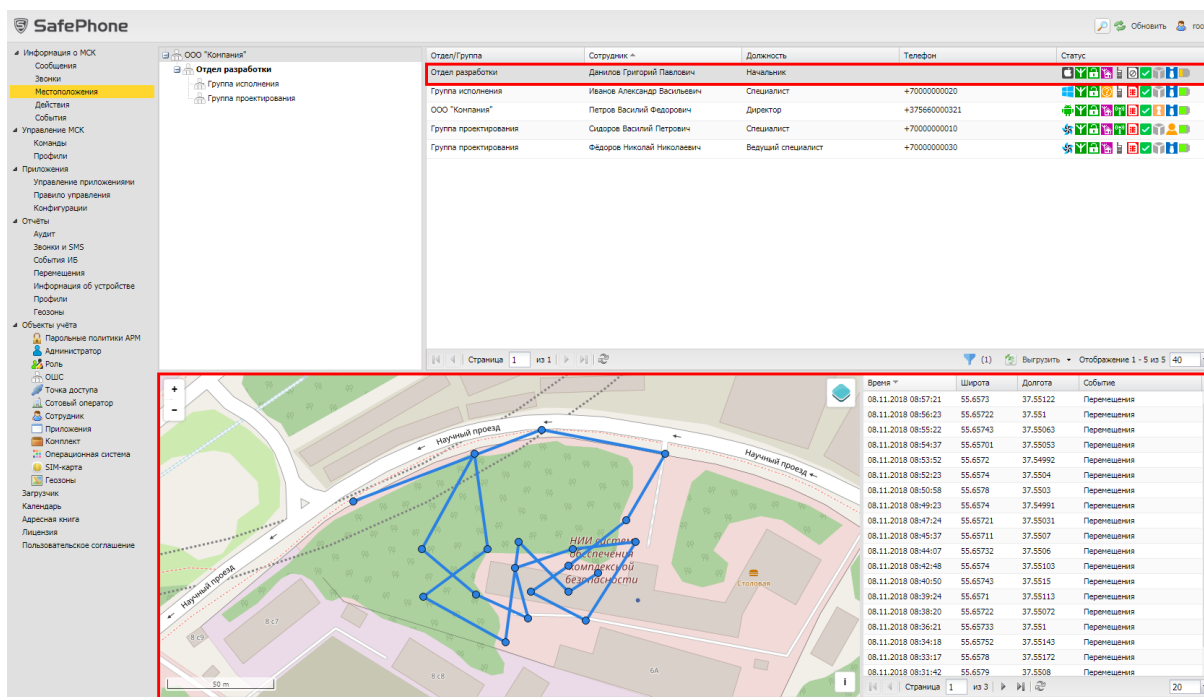 SafePhone
Обновить roo
Информация о МСК
Сообщения
Звонки
Местоположения
Действия
События
Управление МСК
Команды
Профили
Приложения
Управление приложениями
Правило управления
Конфигурации
Отчёты
Аудит
Звонки и SMS
События ИБ
Перемещения
Информация об устройстве
Профили
Геозоны
Объекты учёта
Парольные политики АРМ
Администратор
Роль
ОШС
Точка доступа
Сотовый оператор
Сотрудник
Приложения
Комплект
Операционная система
SIM-карта
Геозоны
Загрузчик
Календарь
Адресная книга
Лицензия
Пользовательское соглашение
ООО "Компания"
Отдел разработки
Группа исполнения
Группа проектирования
Отдел/Группа Сотрудник Должность Телефон Статус
Отдел разработки Данилов Григорий Павлович Начальник
Группа исполнения Иванов Александр Васильевич Специалист +70000000020
ООО "Компания" Петров Василий Федорович Директор +375660000321
Группа проектирования Сидоров Василий Петрович Специалист +70000000010
Группа проектирования Фёдоров Николай Николаевич Ведущий специалист +70000000030
Страница 1 из 1 (1) Выгрузить Отображение 1 - 5 из 5 40
+
-
Научный проезд
Научный проезд
Научный проезд
НИИ систем
обеспечения
комплексной
безопасности
Столовая
8 с7
8 с9
8 с8
6А
50 m
i
Время Широта Долгота Событие
08.11.2018 08:57:21 55.6573 37.55122 Перемещения
08.11.2018 08:56:23 55.65722 37.551 Перемещения
08.11.2018 08:55:22 55.65743 37.55063 Перемещения
08.11.2018 08:54:37 55.65701 37.55053 Перемещения
08.11.2018 08:53:52 55.6572 37.54992 Перемещения
08.11.2018 08:52:23 55.6574 37.5504 Перемещения
08.11.2018 08:50:58 55.6578 37.5503 Перемещения
08.11.2018 08:49:23 55.6574 37.54991 Перемещения
08.11.2018 08:47:24 55.65721 37.55031 Перемещения
08.11.2018 08:45:37 55.65711 37.5507 Перемещения
08.11.2018 08:44:07 55.65732 37.5506 Перемещения
08.11.2018 08:42:48 55.6574 37.55103 Перемещения
08.11.2018 08:40:50 55.65743 37.5515 Перемещения
08.11.2018 08:39:24 55.6571 37.55113 Перемещения
08.11.2018 08:38:20 55.65722 37.55072 Перемещения
08.11.2018 08:36:21 55.65733 37.551 Перемещения
08.11.2018 08:34:18 55.65752 37.55143 Перемещения
08.11.2018 08:33:17 55.6578 37.55172 Перемещения
08.11.2018 08:31:42 55.6579 37.5508 Перемещения
Страница 1 из 3 20